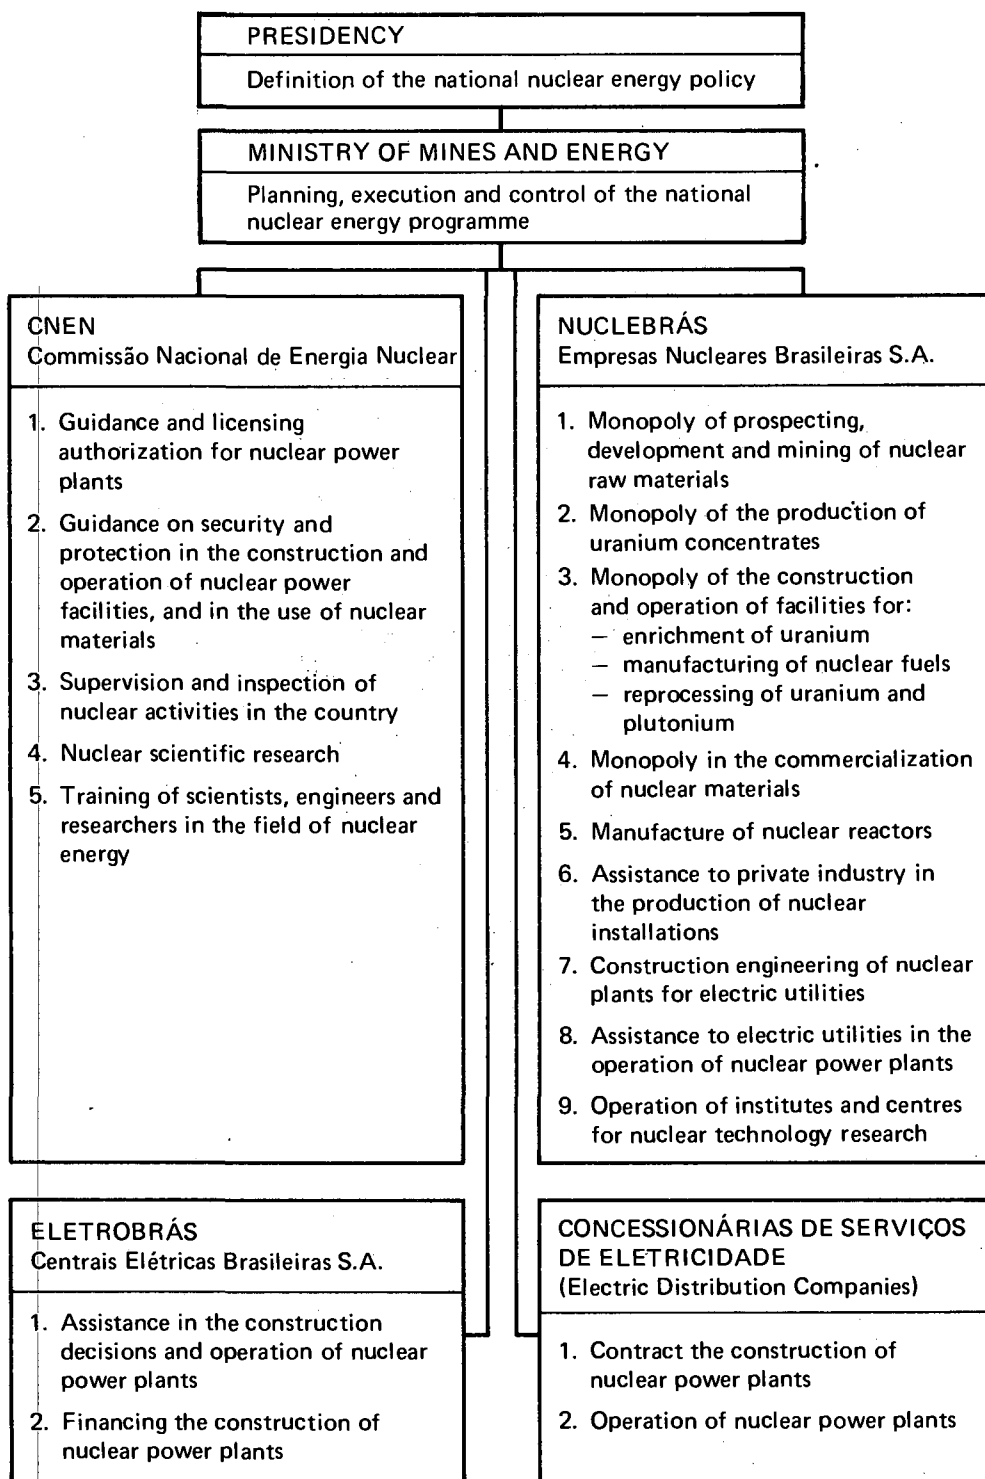 PRESIDENCY
Definition of the national nuclear energy policy
MINISTRY OF MINES AND ENERGY
Planning, execution and control of the national
nuclear energy programme
CNEN
Commissão Nacional de Energia Nuclear
1. Guidance and licensing
authorization for nuclear power
plants
2. Guidance on security and
protection in the construction and
operation of nuclear power
facilities, and in the use of nuclear
materials
3. Supervision and inspection of
nuclear activities in the country
4. Nuclear scientific research
5. Training of scientists, engineers and
researchers in the field of nuclear
energy
NUCLEBRÁS
Empresas Nucleares Brasileiras S.A.
1. Monopoly of prospecting,
development and mining of nuclear
raw materials
2. Monopoly of the production of
uranium concentrates
3. Monopoly of the construction
and operation of facilities for:
– enrichment of uranium
– manufacturing of nuclear fuels
– reprocessing of uranium and
plutonium
4. Monopoly in the commercialization
of nuclear materials
5. Manufacture of nuclear reactors
6. Assistance to private industry in
the production of nuclear
installations
7. Construction engineering of nuclear
plants for electric utilities
8. Assistance to electric utilities in the
operation of nuclear power plants
9. Operation of institutes and centres
for nuclear technology research
ELETROBRÁS
Centrais Elétricas Brasileiras S.A.
1. Assistance in the construction
decisions and operation of nuclear
power plants
2. Financing the construction of
nuclear power plants
CONCESSIONÁRIAS DE SERVIÇOS
DE ELETRICIDADE
(Electric Distribution Companies)
1. Contract the construction of
nuclear power plants
2. Operation of nuclear power plants